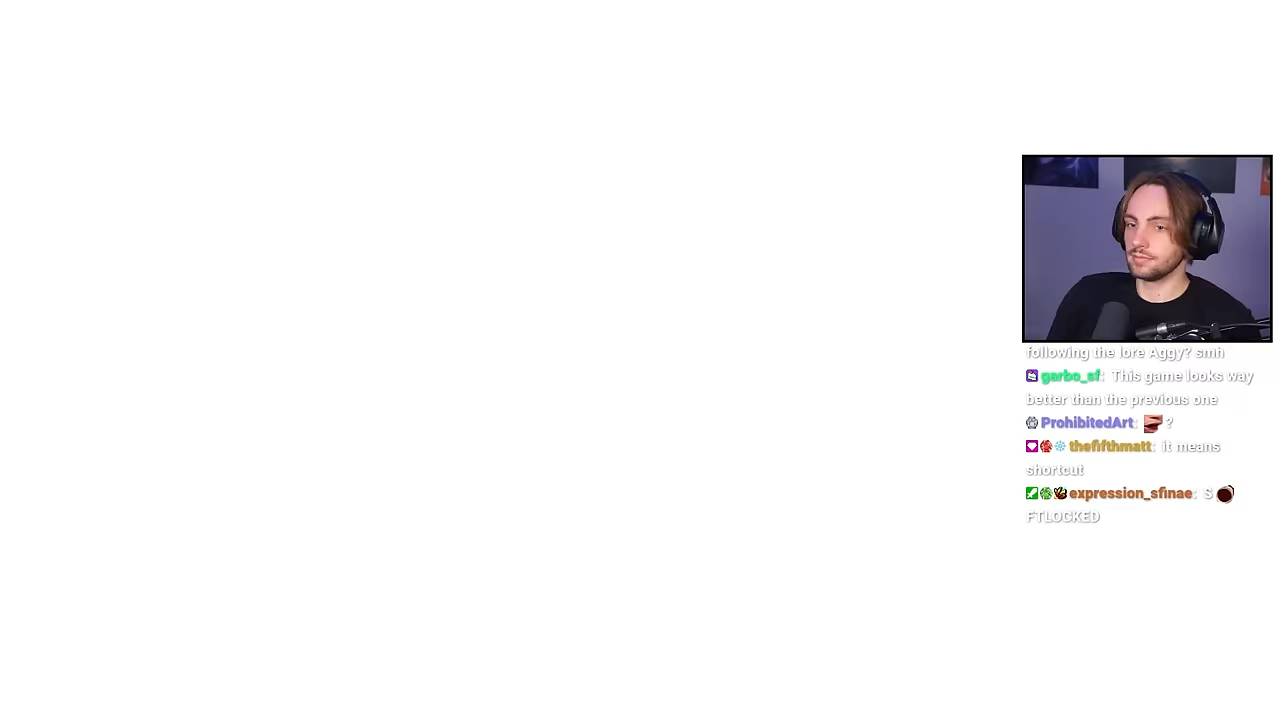 following the lore Aggy? smh
garbo_sf: This game looks way
better than the previous one
ProhibitedArt: ?
thefifthmatt: it means
shortcut
expression_sfinae: S
FTLOCKED